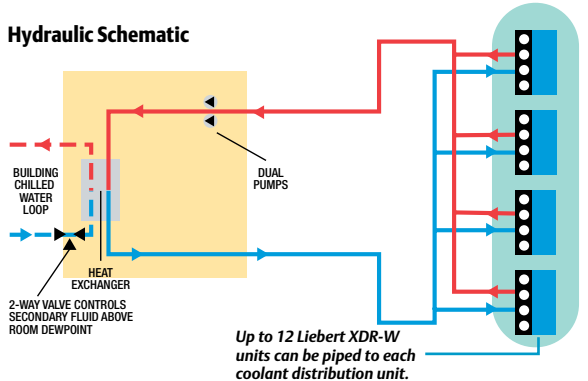 Hydraulic Schematic
DUAL
PUMPS
BUILDING
CHILLED
WATER
LOOP
HEAT
EXCHANGER
2-WAY VALVE CONTROLS
SECONDARY FLUID ABOVE
ROOM DEWPOINT
Up to 12 Liebert XDR-W
units can be piped to each
coolant distribution unit.